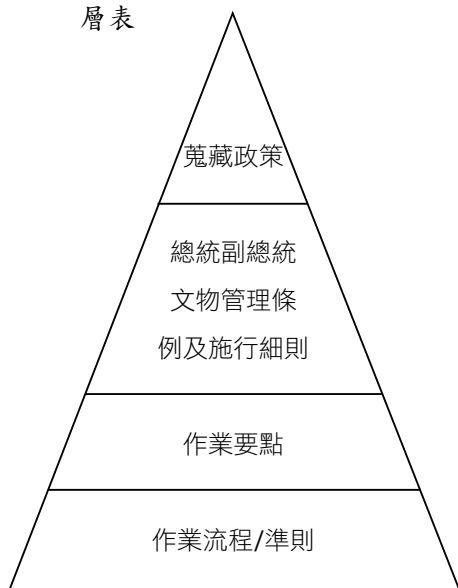 層表
蒐藏政策
總統副總統
文物管理條
例及施行細則
作業要點
作業流程/準則